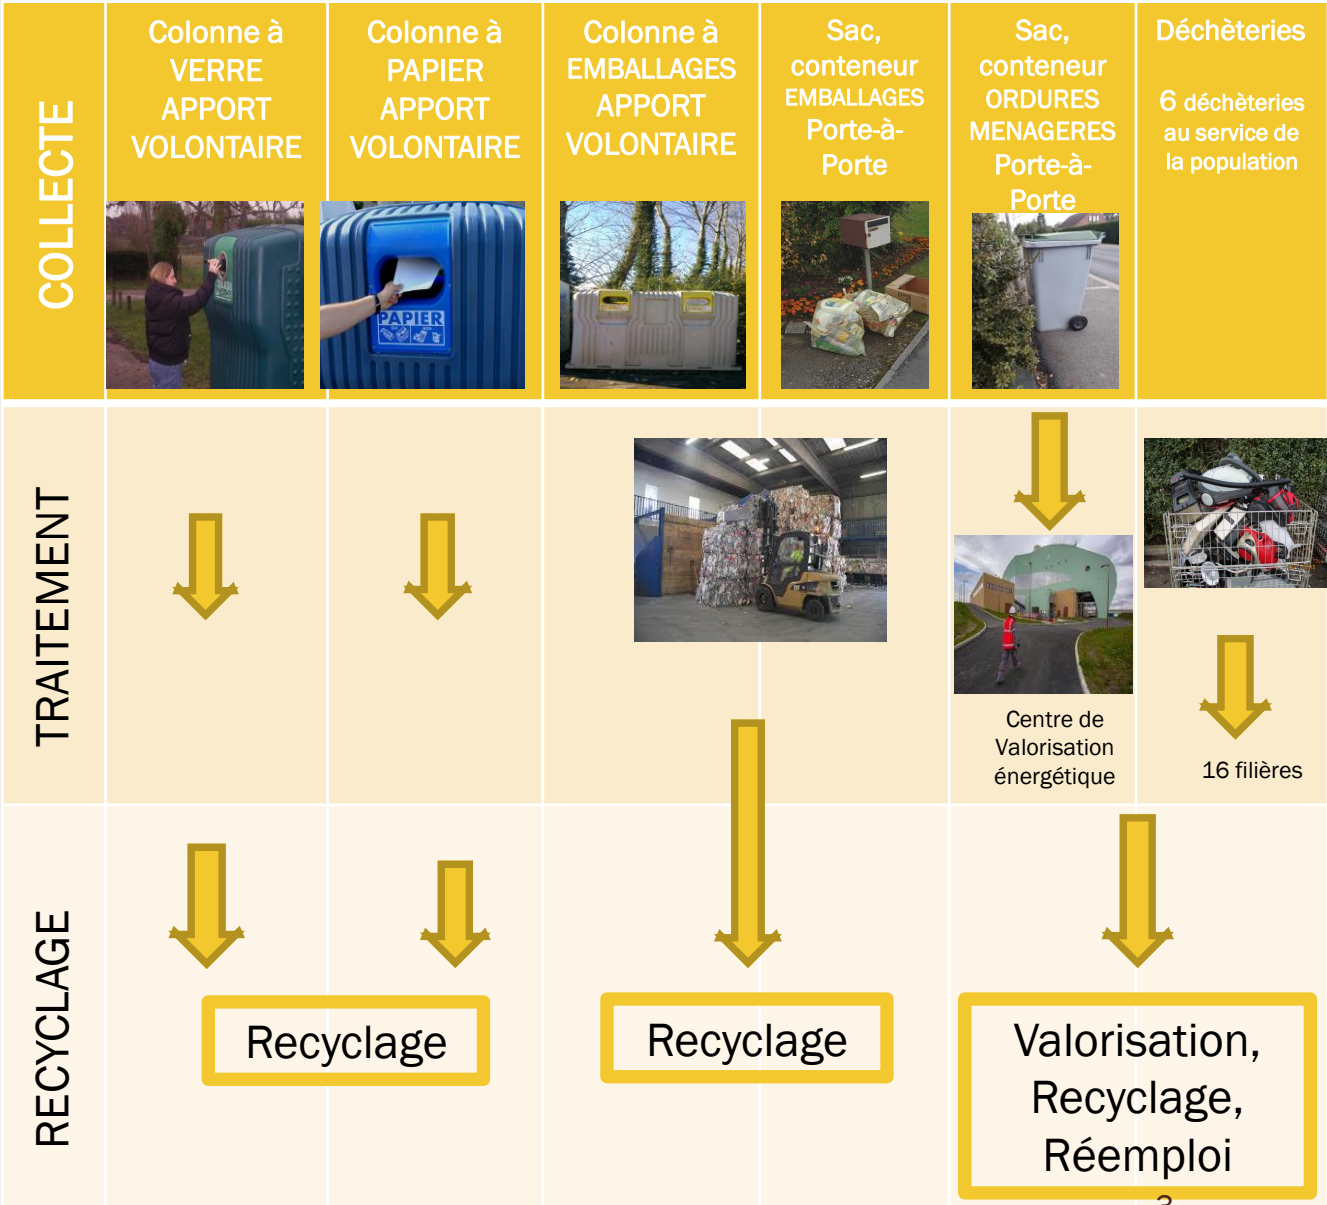 COLLECTE
Colonne à
VERRE
APPORT
VOLONTAIRE
Colonne à
PAPIER
APPORT
VOLONTAIRE
Colonne à
EMBALLAGES
APPORT
VOLONTAIRE
Sac,
conteneur
EMBALLAGES
Porte-à-
Porte
Sac,
conteneur
ORDURES
MENAGERES
Porte-à-
Porte
Déchèteries
6 déchèteries
au service de
la population
PAPIER
TRAITEMENT
Centre de
Valorisation
énergétique
16 filières
RECYCLAGE
Recyclage
Recyclage
Valorisation,
Recyclage,
Réemploi